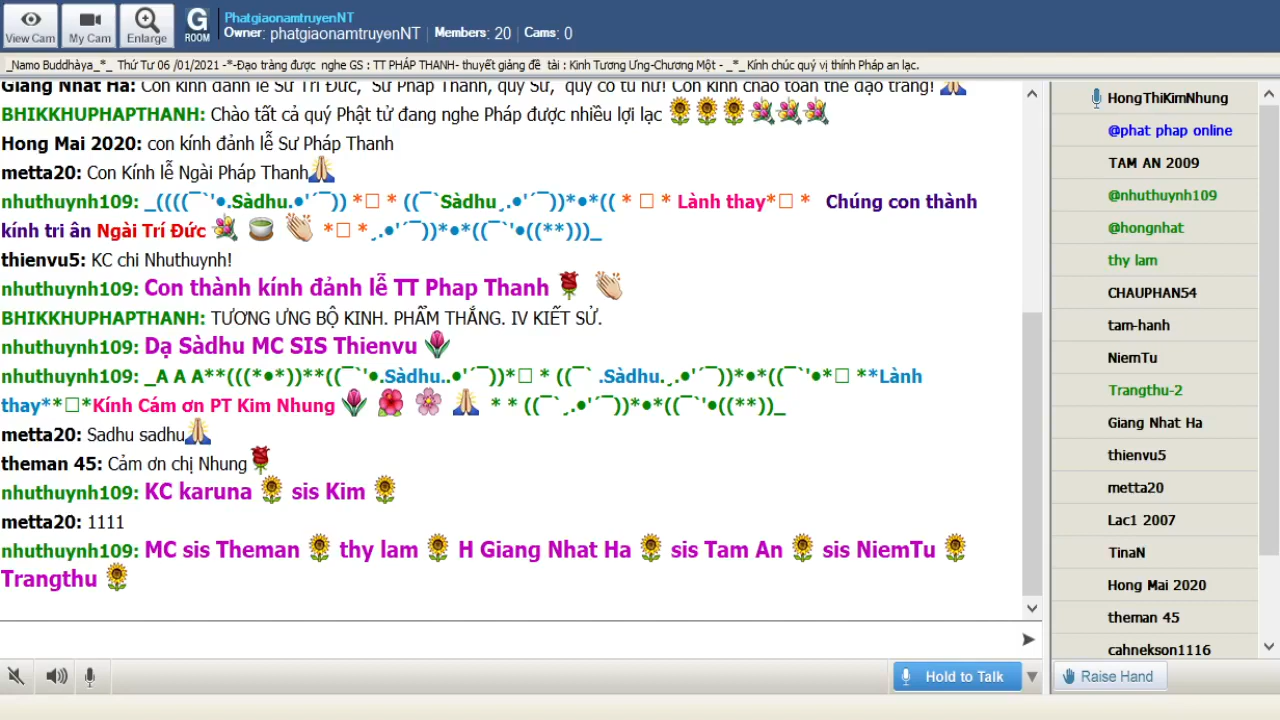 View Cam
My Cam
Enlarge
G
ROOM
PhatgiaonamtruyenNT
Owner: phatgiaonamtruyenNT | Members: 20 | Cams: 0
_Namo Buddhàya_*_ Thứ Tư 06 /01/2021 -*-Đạo tràng được nghe GS : TT PHÁP THANH- thuyết giảng đề tài : Kinh Tương Ưng-Chương Một - _*_Kính chúc quý vị thính Pháp an lạc.
Giang Nhat Ha: Con kính đảnh lễ Sư Trí Đức, Sư Pháp Thanh, quý Sư, quý cô tu nữ! Con kính chào toàn thể đạo tràng! 🙏
BHIKKHUPHAPTHANH: Chào tất cả quý Phật tử đang nghe Pháp được nhiều lợi lạc 🌻🌻🌻💐💐💐
Hong Mai 2020: con kính đảnh lễ Sư Pháp Thanh
metta20: Con Kính lễ Ngài Pháp Thanh🙏
nhuthuynh109: _((((¯`'•.Sàdhu.•'´¯)) *□ * ((¯`Sàdhu¸.•'´¯))*•*(( * □ * Lành thay*□ * Chúng con thành
kính tri ân Ngài Trí Đức 💐 🍵 👏 *□ *¸.•'´¯))*•*((¯`'•((**)))_
thienvu5: KC chi Nhuthuynh!
nhuthuynh109: Con thành kính đảnh lễ TT Phap Thanh 🌹 👏
BHIKKHUPHAPTHANH: TƯƠNG ƯNG BỘ KINH. PHẨM THẮNG. IV KIẾT SỬ.
nhuthuynh109: Dạ Sàdhu MC SIS Thienvu 🌷
nhuthuynh109: _A A A**(((*•*))**((¯`'•.Sàdhu..•'´¯))*□ * ((¯` .Sàdhu.¸.•'´¯))*•*((¯`'•*□ **Lành
thay**□*Kính Cám ơn PT Kim Nhung 🌷 🌺 🌸 🙏 * * ((¯`¸.•'´¯))*•*((¯`'•((**))_
metta20: Sadhu sadhu🙏
theman 45: Cảm ơn chị Nhung🌹
nhuthuynh109: KC karuna 🌻 sis Kim 🌻
metta20: 1111
nhuthuynh109: MC sis Theman 🌻 thy lam 🌻 H Giang Nhat Ha 🌻 sis Tam An 🌻 sis NiemTu 🌻
Trangthu 🌻
Hold to Talk
HongThiKimNhung
@phat phap online
TAM AN 2009
@nhuthuynh109
@hongnhat
thy lam
CHAUPHAN54
tam-hanh
NiemTu
Trangthu-2
Giang Nhat Ha
thienvu5
metta20
Lac1 2007
TinaN
Hong Mai 2020
theman 45
cahnekson1116
Raise Hand